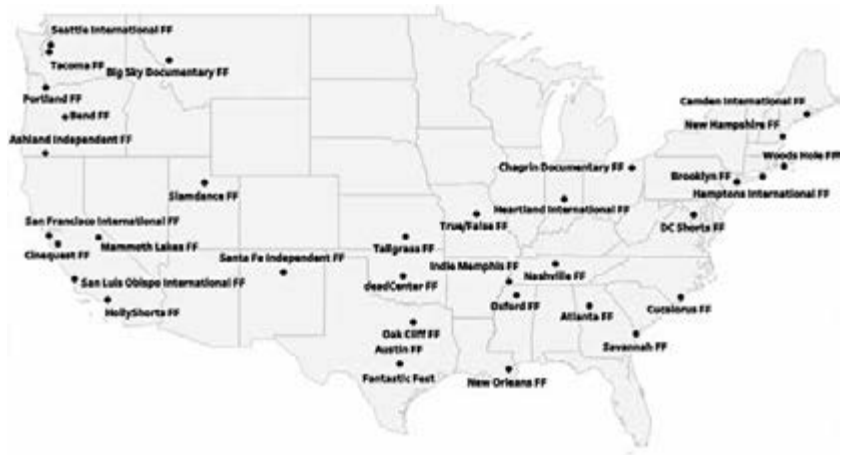 Seattle International FF
Tacoma FF
Big Sky Documentary FF
Portland FF
Bend FF
Ashland Independent FF
Slamdance FF
San Francisco International FF
Cinequest FF
Mammoth Lakes FF
San Luis Obispo International FF
HollyShorts FF
Santa Fe Independent FF
Tallgrass FF
deadCenter FF
Oak Cliff FF
Austin FF
Fantastic Fest
True/False FF
Indie Memphis FF
Oxford FF
New Orleans FF
Nashville FF
Atlanta FF
Savannah FF
Cucalorus FF
Heartland International FF
Chagrin Documentary FF
DC Shorts FF
Brooklyn FF
Hamptons International FF
Woods Hole FF
New Hampshire FF
Camden International FF